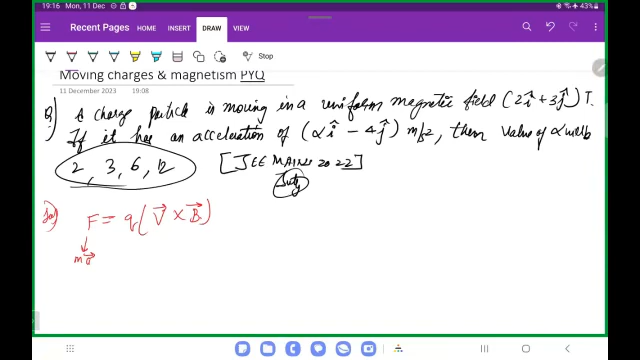 19:16 Mon, 11 Dec 43%
Recent Pages HOME INSERT DRAW VIEW
Stop
Moving charges & magnetism PYQ
11 December 2023 19:08
Q) A charge particle is moving in a uniform magnetic field (2î + 3ĵ) T.
If it has an acceleration of (αî - 4ĵ) m/s2, then value of α will b
2, 3, 6, 12 [JEE MAINS 2022]
July
Sol) F = q(V⃗ × B⃗)
ma⃗